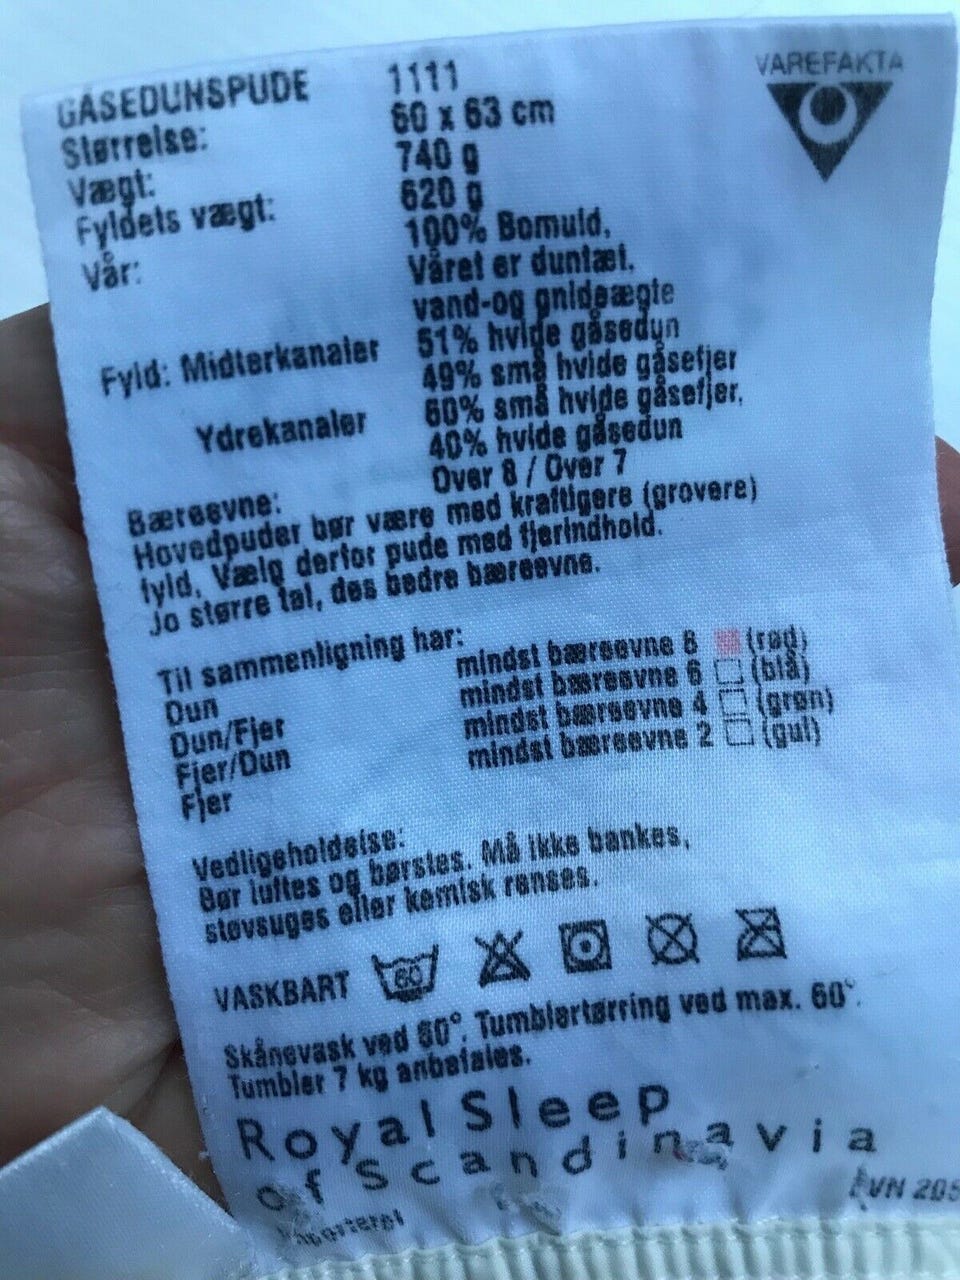 GÅSEDUNSPUDE 1111
VAREFAKTA
Størrelse: 60 x 63 cm
Vægt: 740 g
Fyldets vægt: 620 g
Vår: 100% Bomuld.
Våret er duntæt,
vand-og gnideægte
Fyld: Midterkanaler 51% hvide gåsedun
49% små hvide gåsefjer
Ydrekanaler 60% små hvide gåsefjer,
40% hvide gåsedun
Bæreevne: Over 8 / Over 7
Hovedpuder bør være med kraftigere (grovere)
fyld. Vælg derfor pude med fjerindhold.
Jo større tal, des bedre bæreevne.
Til sammenligning har:
Dun mindst bæreevne 8 (rød)
Dun/Fjer mindst bæreevne 6 (blå)
Fjer/Dun mindst bæreevne 4 (grøn)
Fjer mindst bæreevne 2 (gul)
Vedligeholdelse:
Bør luftes og børstes. Må ikke bankes,
støvsuges eller kemisk renses.
VASKBART 60
Skånevask ved 60°. Tumblertørring ved max. 60°.
Tumbler 7 kg anbefales.
Royal Sleep
of Scandinavia
VN 205